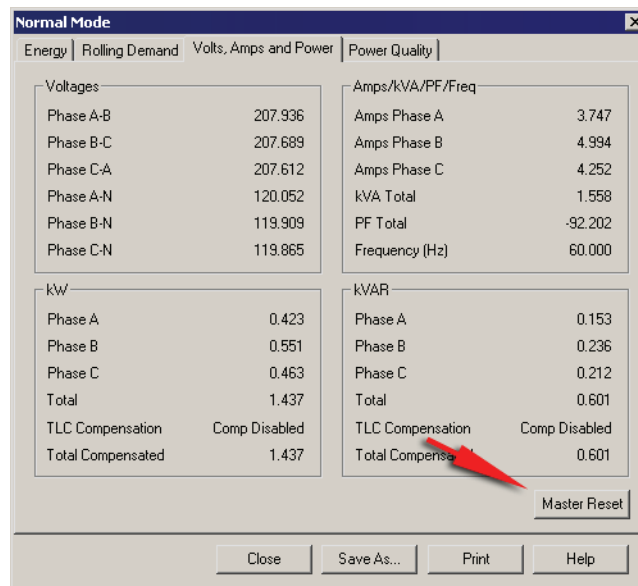 Normal Mode
Energy Rolling Demand Volts, Amps and Power Power Quality
Voltages
Phase A-B 207.936
Phase B-C 207.689
Phase C-A 207.612
Phase A-N 120.052
Phase B-N 119.909
Phase C-N 119.865
Amps/kVA/PF/Freq
Amps Phase A 3.747
Amps Phase B 4.994
Amps Phase C 4.252
kVA Total 1.558
PF Total -92.202
Frequency (Hz) 60.000
kW
Phase A 0.423
Phase B 0.551
Phase C 0.463
Total 1.437
TLC Compensation Comp Disabled
Total Compensated 1.437
kVAR
Phase A 0.153
Phase B 0.236
Phase C 0.212
Total 0.601
TLC Compensation Comp Disabled
Total Compensated 0.601
Master Reset
Close Save As... Print Help